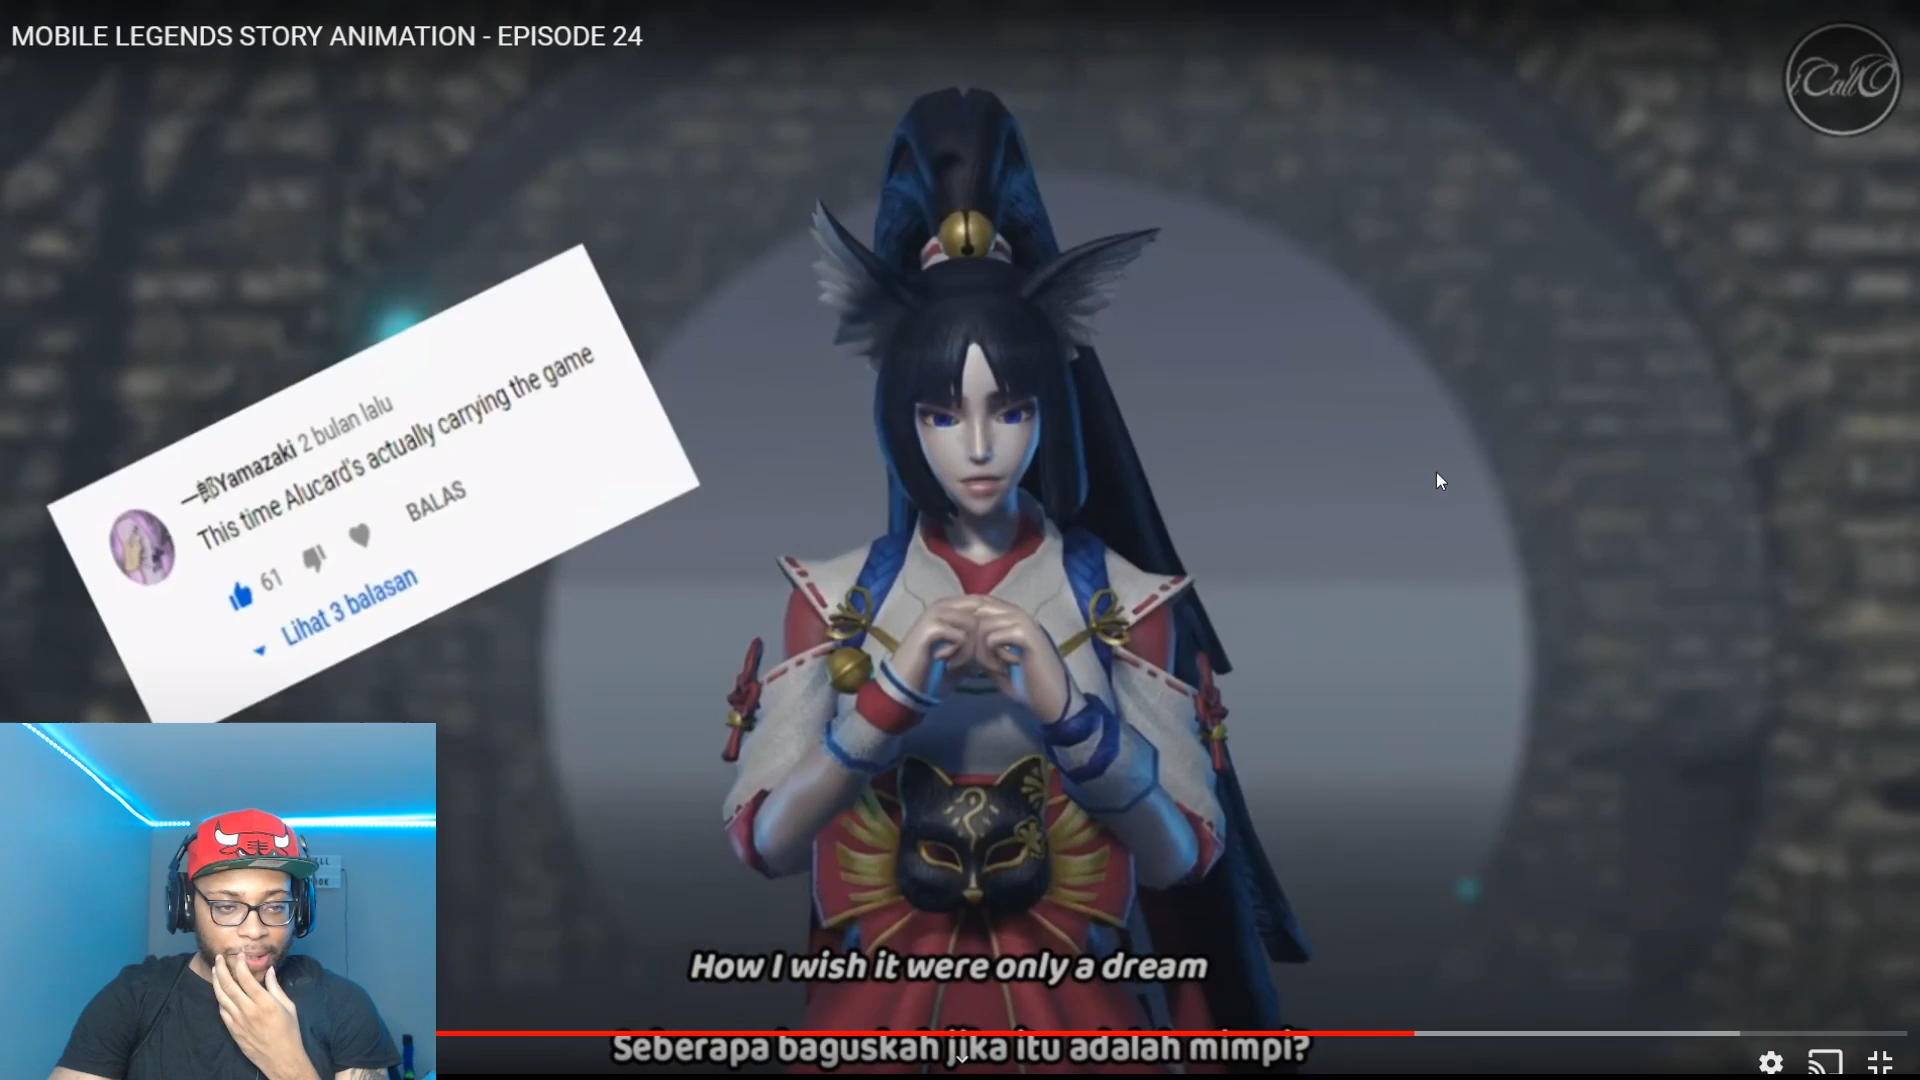 MOBILE LEGENDS STORY ANIMATION - EPISODE 24
CallO
一郎Yamazaki 2 bulan lalu
This time Alucard's actually carrying the game
61
BALAS
Lihat 3 balasan
How I wish it were only a dream
Seberapa baguskah jika itu adalah mimpi?